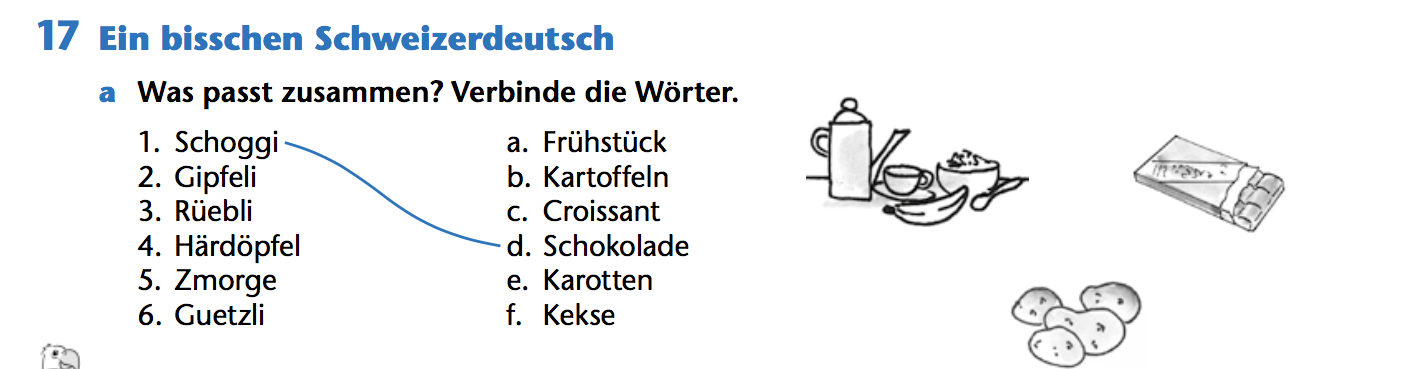 17 Ein bisschen Schweizerdeutsch
a Was passt zusammen? Verbinde die Wörter.
1. Schoggi
2. Gipfeli
3. Rüebli
4. Härdöpfel
5. Zmorge
6. Guetzli
a. Frühstück
b. Kartoffeln
c. Croissant
d. Schokolade
e. Karotten
f. Kekse